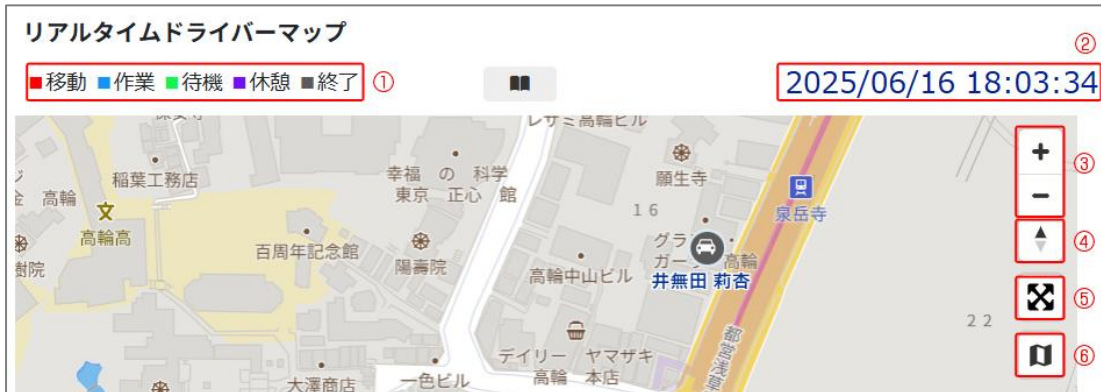 リアルタイムドライバーマップ
②
■移動 ■作業 ■待機 ■休憩 ■終了 ①
2025/06/16 18:03:34
レサミ高輪ビル
稲葉工務店
幸福 の 科学
東京 正心 館
願生寺
+
③
高輪
16
泉岳寺
−
高輪高
百周年記念館
陽壽院
高輪
④
樹院
高輪中山ビル
井無田 莉杏
⑤
22
都営浅草
デイリー ヤマザキ
高輪 本店
⑥
大澤商店
一色ビル